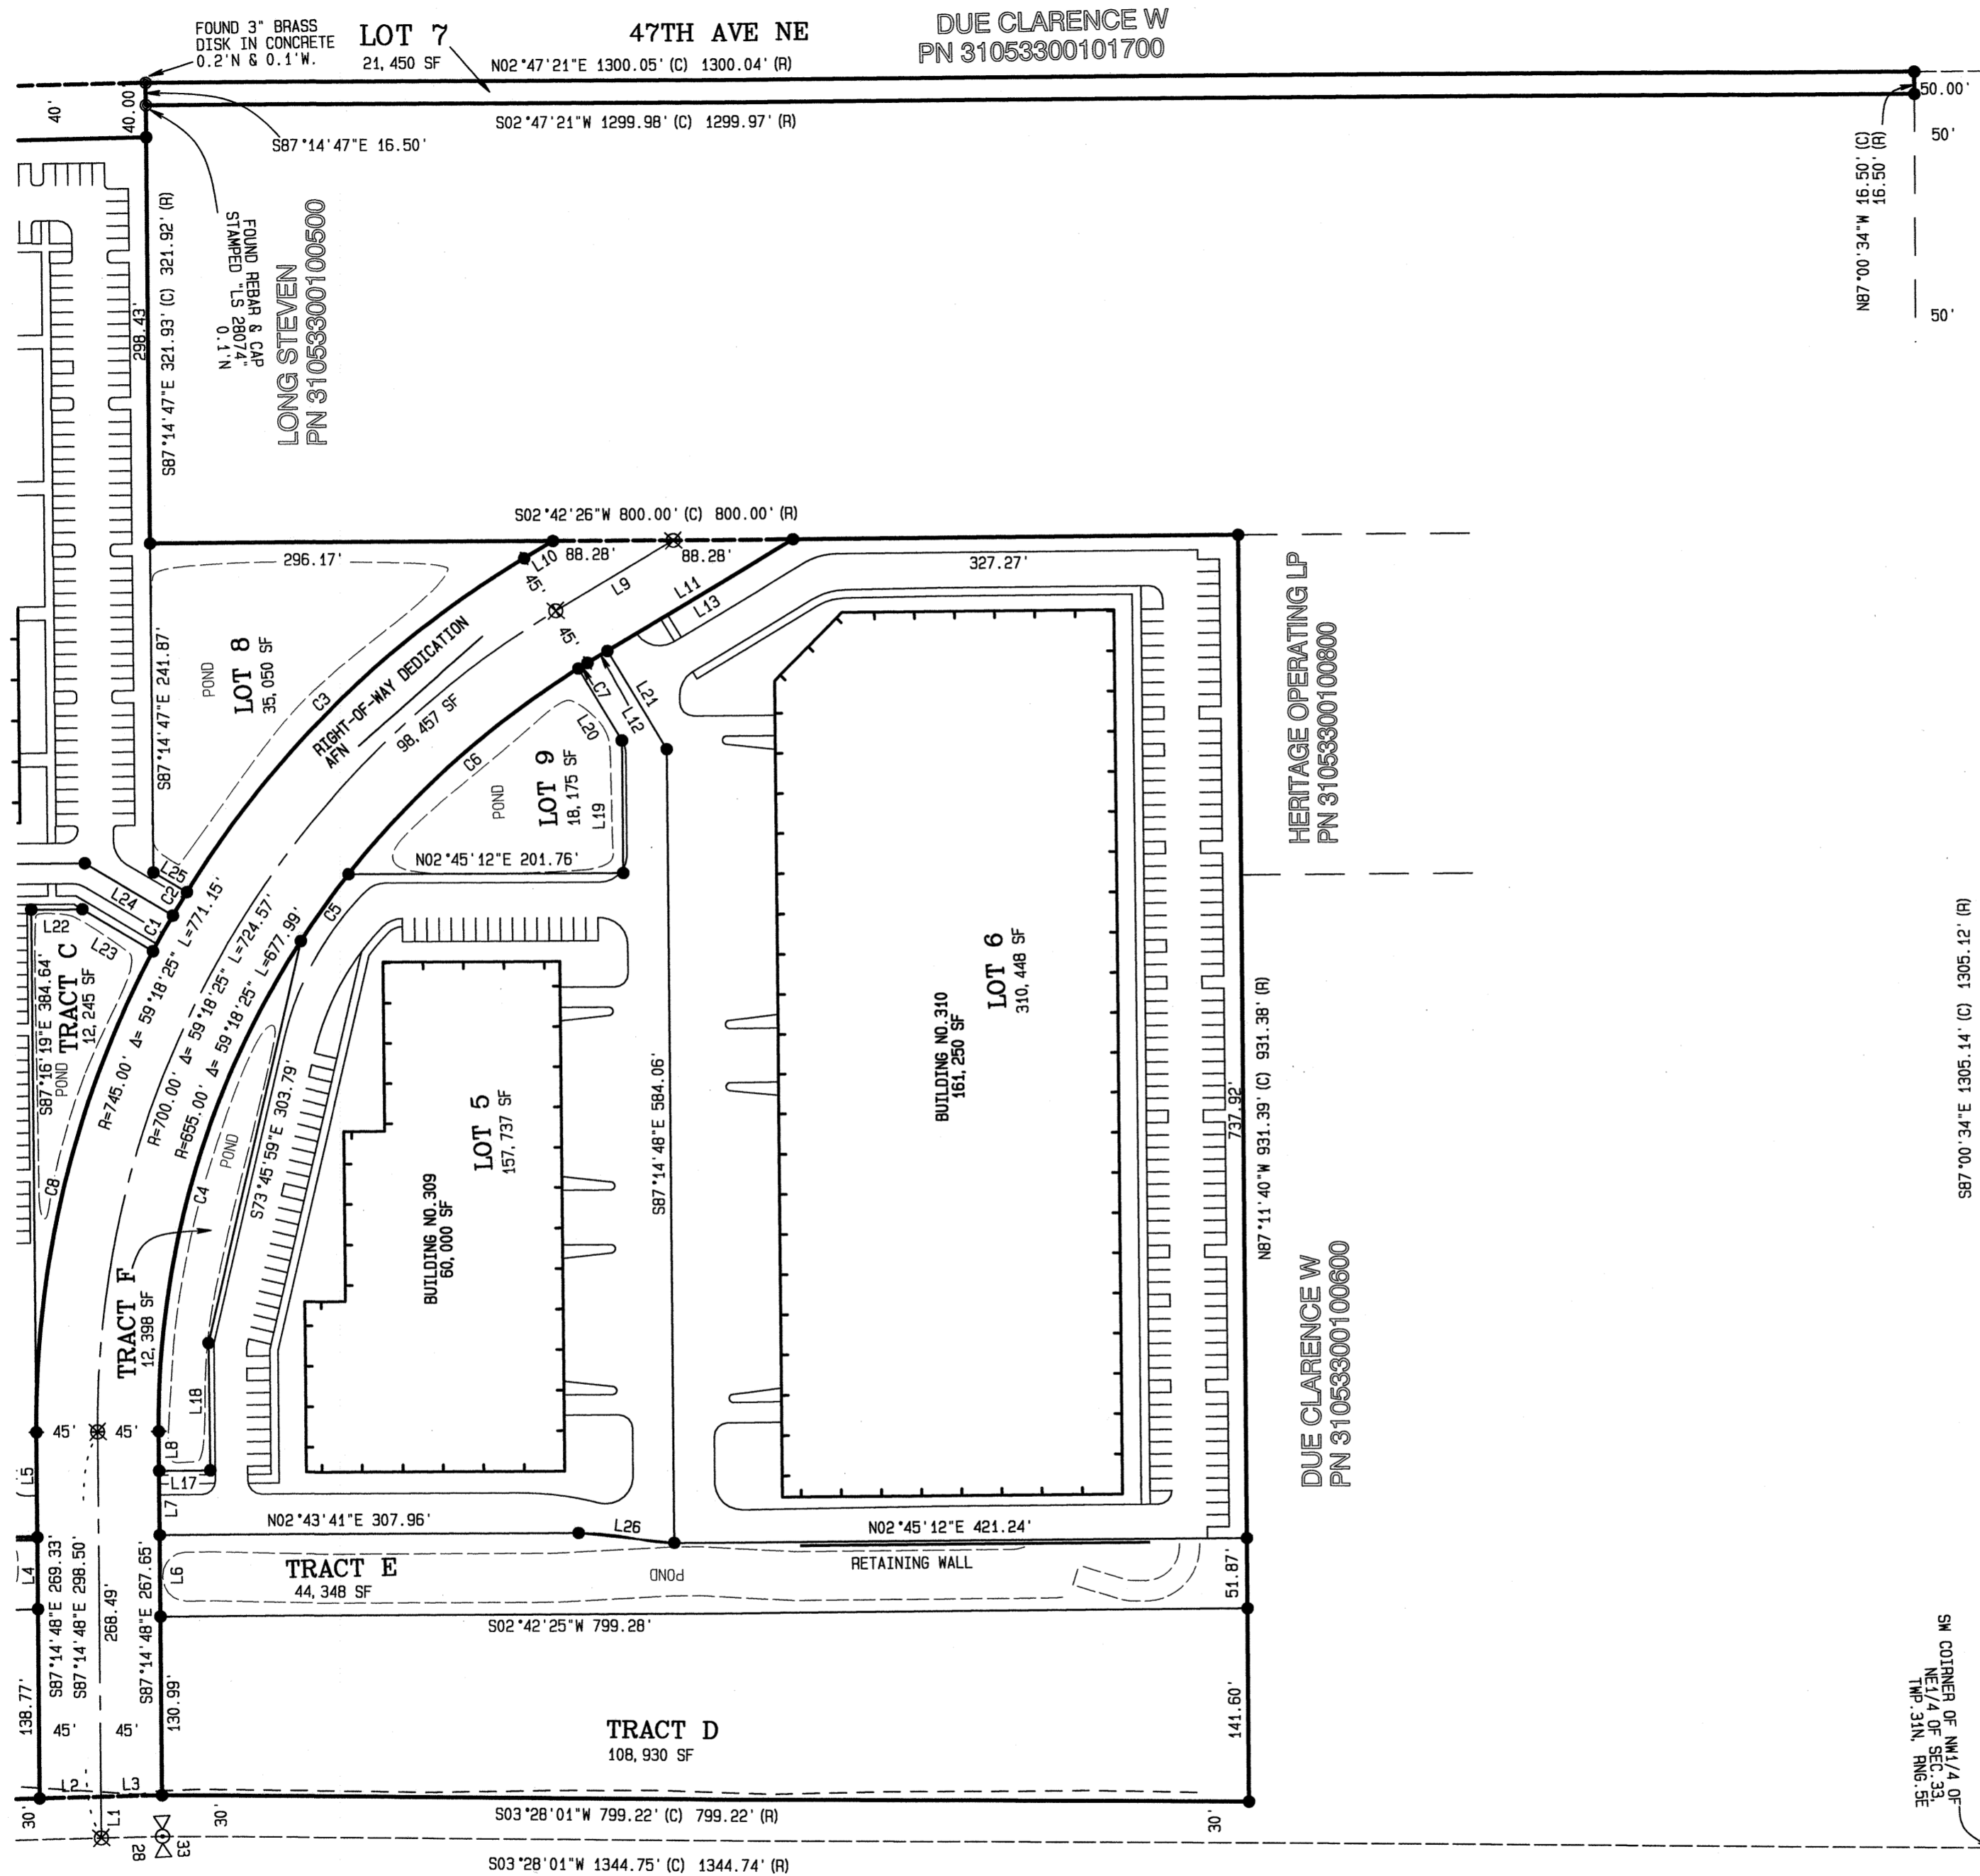 FOUND 3" BRASS
DISK IN CONCRETE
0.2'N & 0.1'W.
LOT 7
21,450 SF
47TH AVE NE
DUE CLARENCE W
PN 31053300101700
N02°47'21"E 1300.05' (C) 1300.04' (R)
S02°47'21"W 1299.98' (C) 1299.97' (R)
S87°14'47"E 16.50'
40'
40.00'
50.00'
50'
50'
N87°00'34"W 16.50' (C)
16.50' (R)
298.43'
S87°14'47"E 321.93' (C) 321.92' (R)
FOUND REBAR & CAP
STAMPED "LS 28074"
0.1'N
LONG STEVEN
PN 31053300100500
S02°42'26"W 800.00' (C) 800.00' (R)
296.17'
L10
88.28'
88.28'
327.27'
45'
L9
L11
L13
45'
S87°14'47"E 241.87'
POND
LOT 8
35,050 SF
C3
RIGHT-OF-WAY DEDICATION
AFN
98,457 SF
C6
C7
L12
L21
L20
POND
LOT 9
18,175 SF
L19
N02°45'12"E 201.76'
HERITAGE OPERATING LP
PN 31053300100800
L25
C2
L24
C1
L22
L23
C5
S87°16'19"E 384.64'
POND
TRACT C
12,245 SF
C8
R=745.00' Δ= 59°18'25" L=771.15'
R=700.00' Δ= 59°18'25" L=724.57'
R=655.00' Δ= 59°18'25" L=677.99'
C4
POND
S73°45'59"E 303.79'
TRACT F
12,398 SF
BUILDING NO.309
60,000 SF
LOT 5
157,737 SF
S87°14'48"E 584.06'
BUILDING NO.310
161,250 SF
LOT 6
310,448 SF
737.92'
N87°11'40"W 931.39' (C) 931.38' (R)
DUE CLARENCE W
PN 31053300100600
S87°00'34"E 1305.14' (C) 1305.12' (R)
L18
45'
45'
L8
L5
L17
L7
N02°43'41"E 307.96'
L26
N02°45'12"E 421.24'
TRACT E
44,348 SF
POND
RETAINING WALL
51.87'
L4
L6
S87°14'48"E 269.33'
S87°14'48"E 298.50'
268.49'
S87°14'48"E 267.65'
S02°42'25"W 799.28'
138.77'
130.99'
45'
45'
TRACT D
108,930 SF
141.60'
L2
L3
30'
L1
30'
S03°28'01"W 799.22' (C) 799.22' (R)
30'
28
33
S03°28'01"W 1344.75' (C) 1344.74' (R)
SW COIRNER OF NW1/4 OF
NE1/4 OF SEC.33,
TWP.31N, RNG.5E